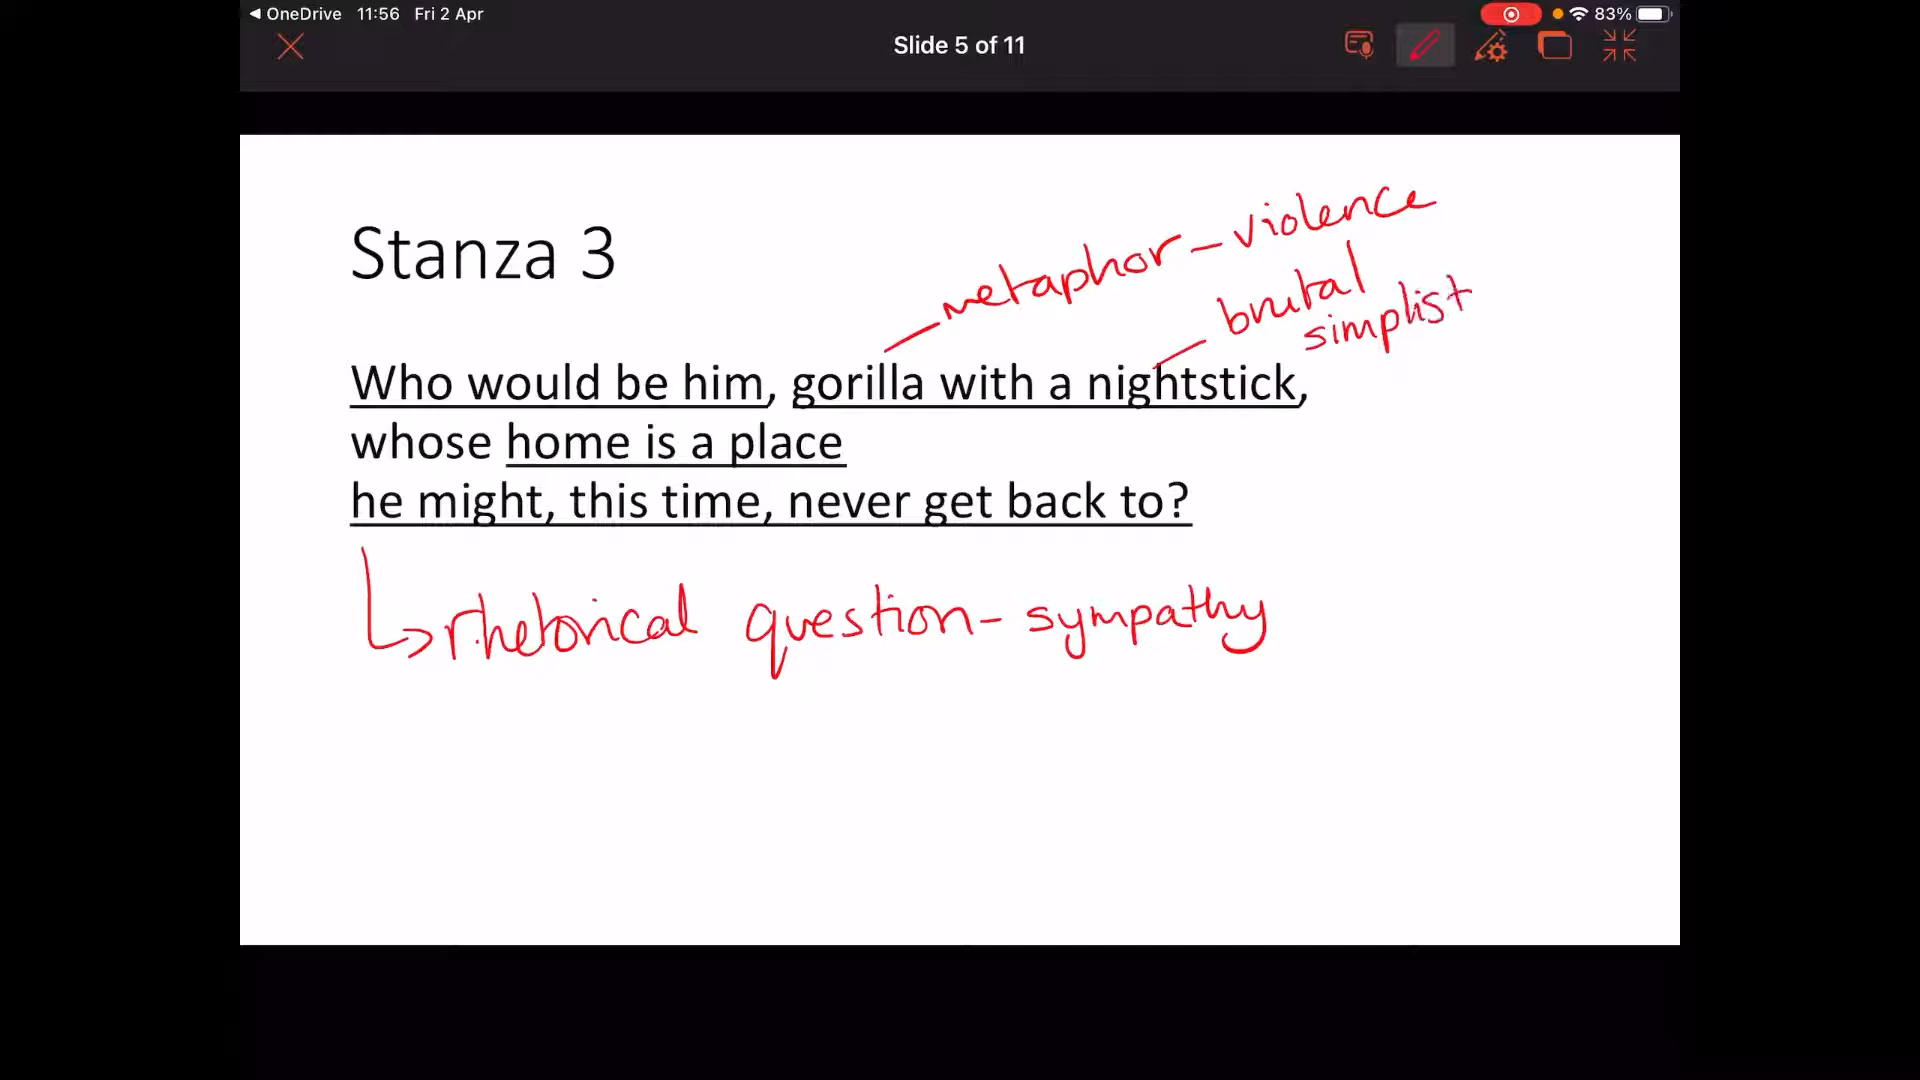 ◄ OneDrive 11:56 Fri 2 Apr 83%
Slide 5 of 11
Stanza 3
metaphor - violence
brutal
simplist
Who would be him, gorilla with a nightstick,
whose home is a place
he might, this time, never get back to?
rhetorical question - sympathy